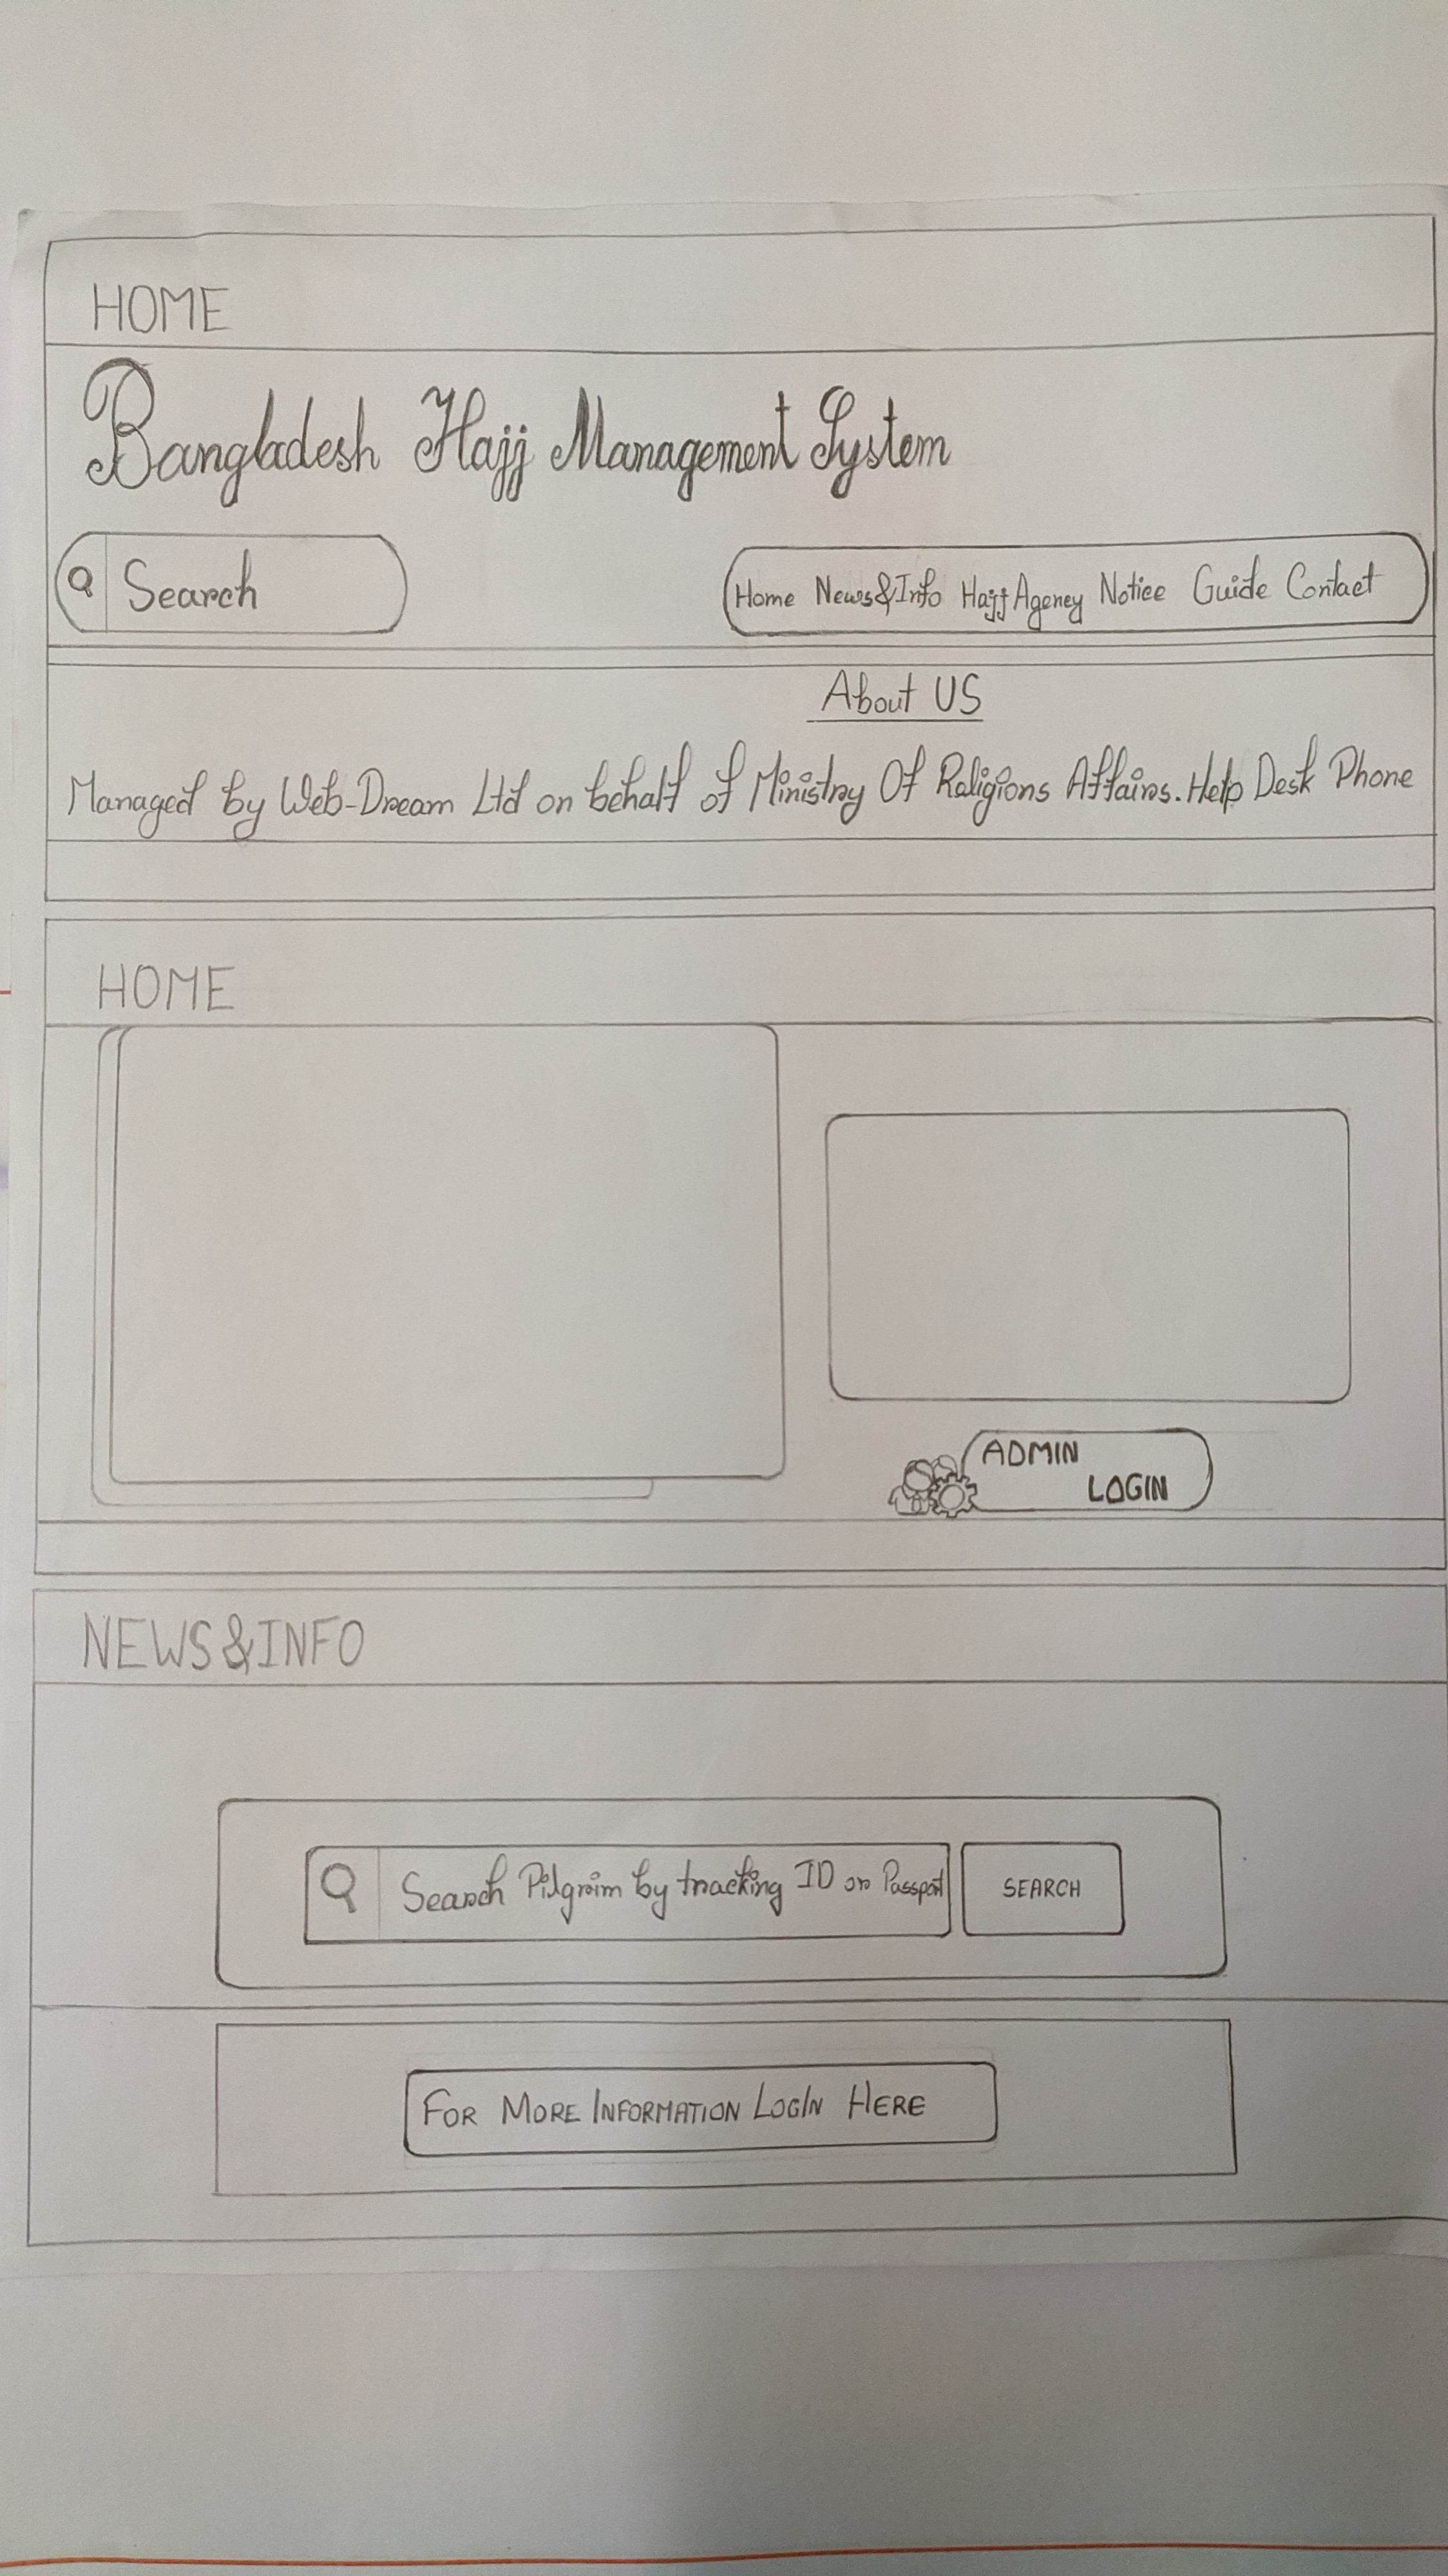 HOME
Bangladesh Hajj Management System
Search
Home News&Info Hajj Agency Notice Guide Contact
About US
Managed by Web-Dream Ltd on behalf of Ministry Of Religions Affairs. Help Desk Phone
HOME
ADMIN
LOGIN
NEWS&INFO
Search Pilgrim by tracking ID or Passport SEARCH
FOR MORE INFORMATION LOGIN HERE